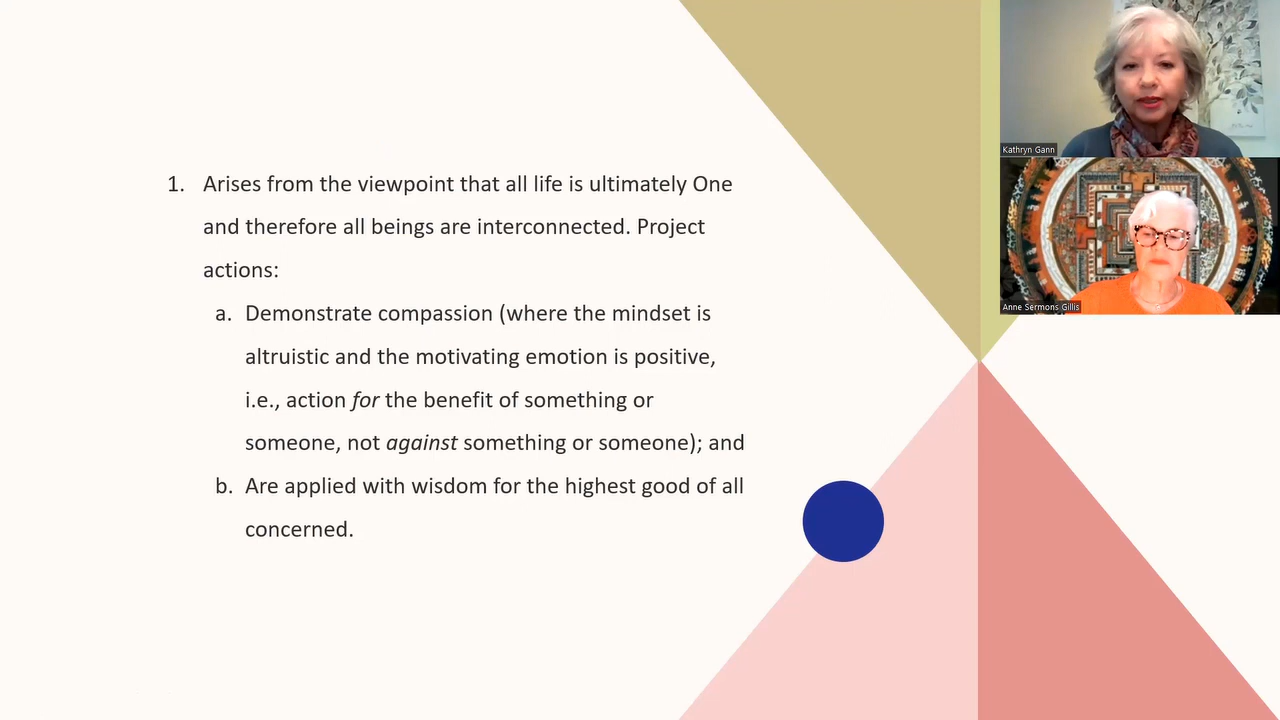 1. Arises from the viewpoint that all life is ultimately One
and therefore all beings are interconnected. Project
actions:
a. Demonstrate compassion (where the mindset is
altruistic and the motivating emotion is positive,
i.e., action for the benefit of something or
someone, not against something or someone); and
b. Are applied with wisdom for the highest good of all
concerned.
Kathryn Gann
Anne Sermons Gillis